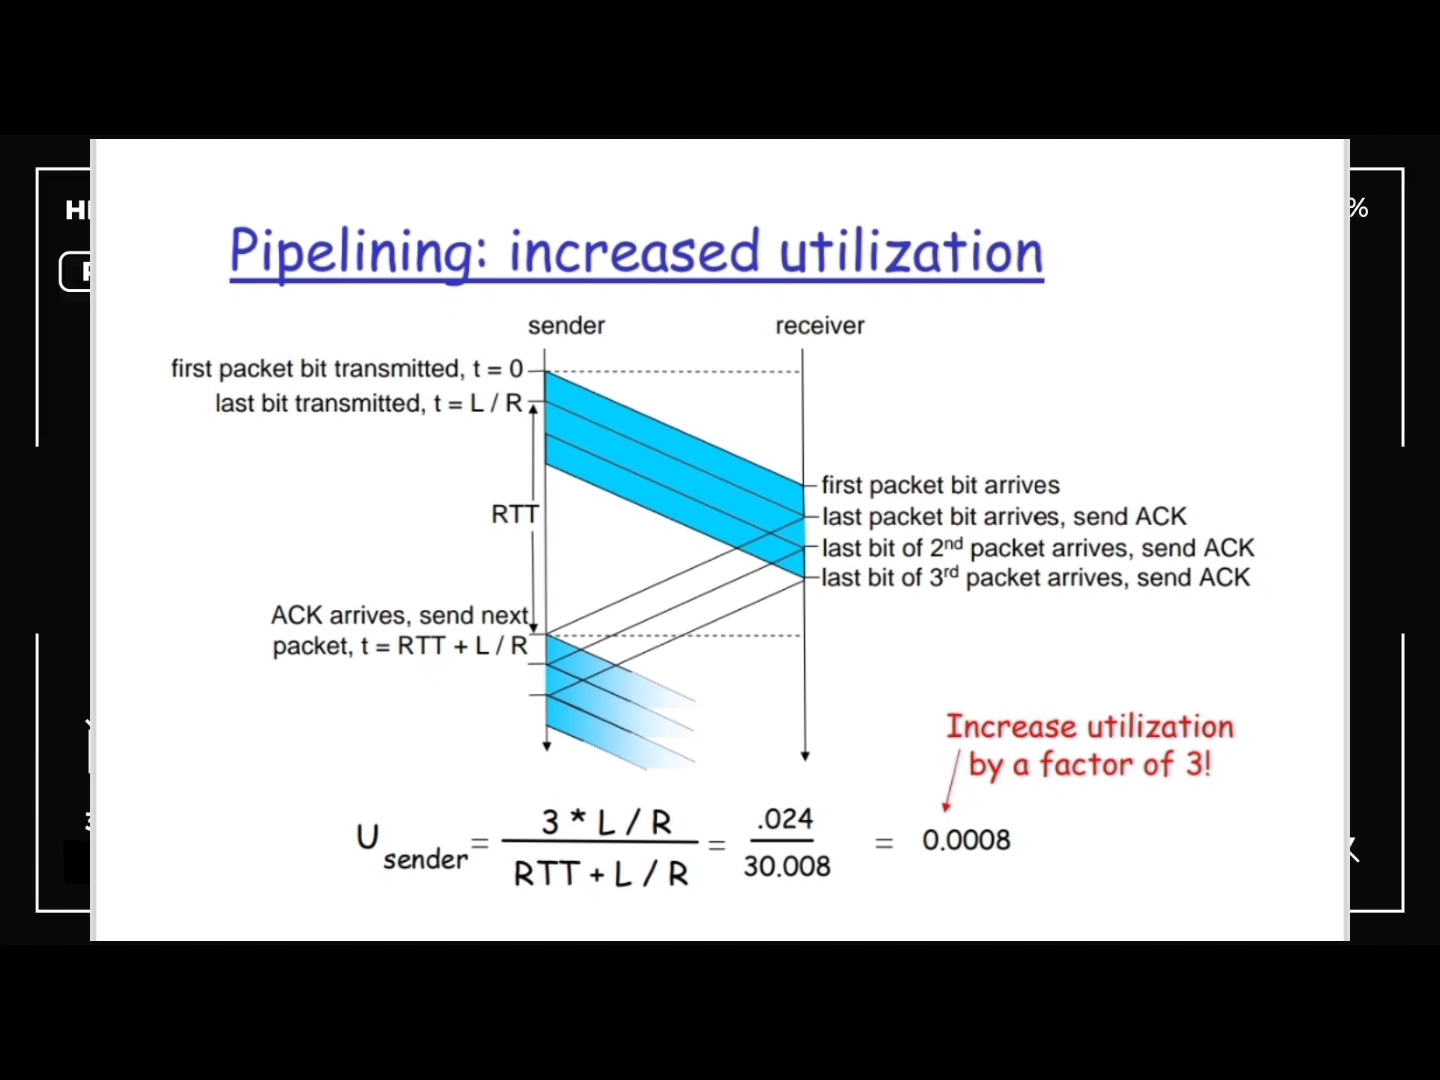 HI
%
Pipelining: increased utilization
sender
receiver
first packet bit transmitted, t = 0
last bit transmitted, t = L / R
RTT
first packet bit arrives
last packet bit arrives, send ACK
last bit of 2nd packet arrives, send ACK
last bit of 3rd packet arrives, send ACK
ACK arrives, send next
packet, t = RTT + L / R
Increase utilization
by a factor of 3!
U sender = 3 * L / R = .024 = 0.0008
RTT + L / R 30.008